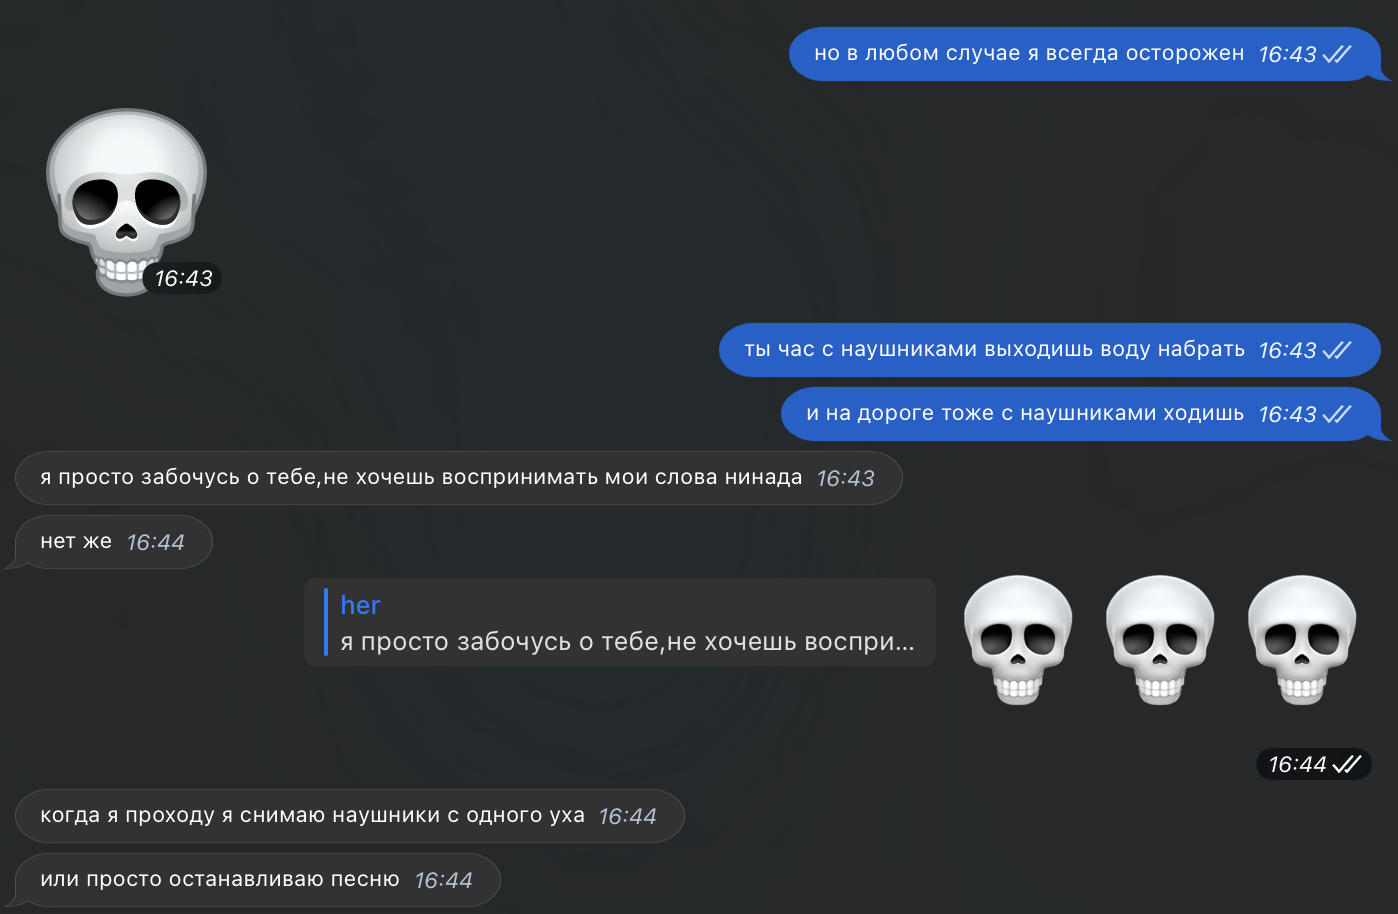 но в любом случае я всегда осторожен 16:43
16:43
ты час с наушниками выходишь воду набрать 16:43
и на дороге тоже с наушниками ходишь 16:43
я просто забочусь о тебе,не хочешь воспринимать мои слова нинада 16:43
нет же 16:44
her
я просто забочусь о тебе,не хочешь воспри...
16:44
когда я проходу я снимаю наушники с одного уха 16:44
или просто останавливаю песню 16:44